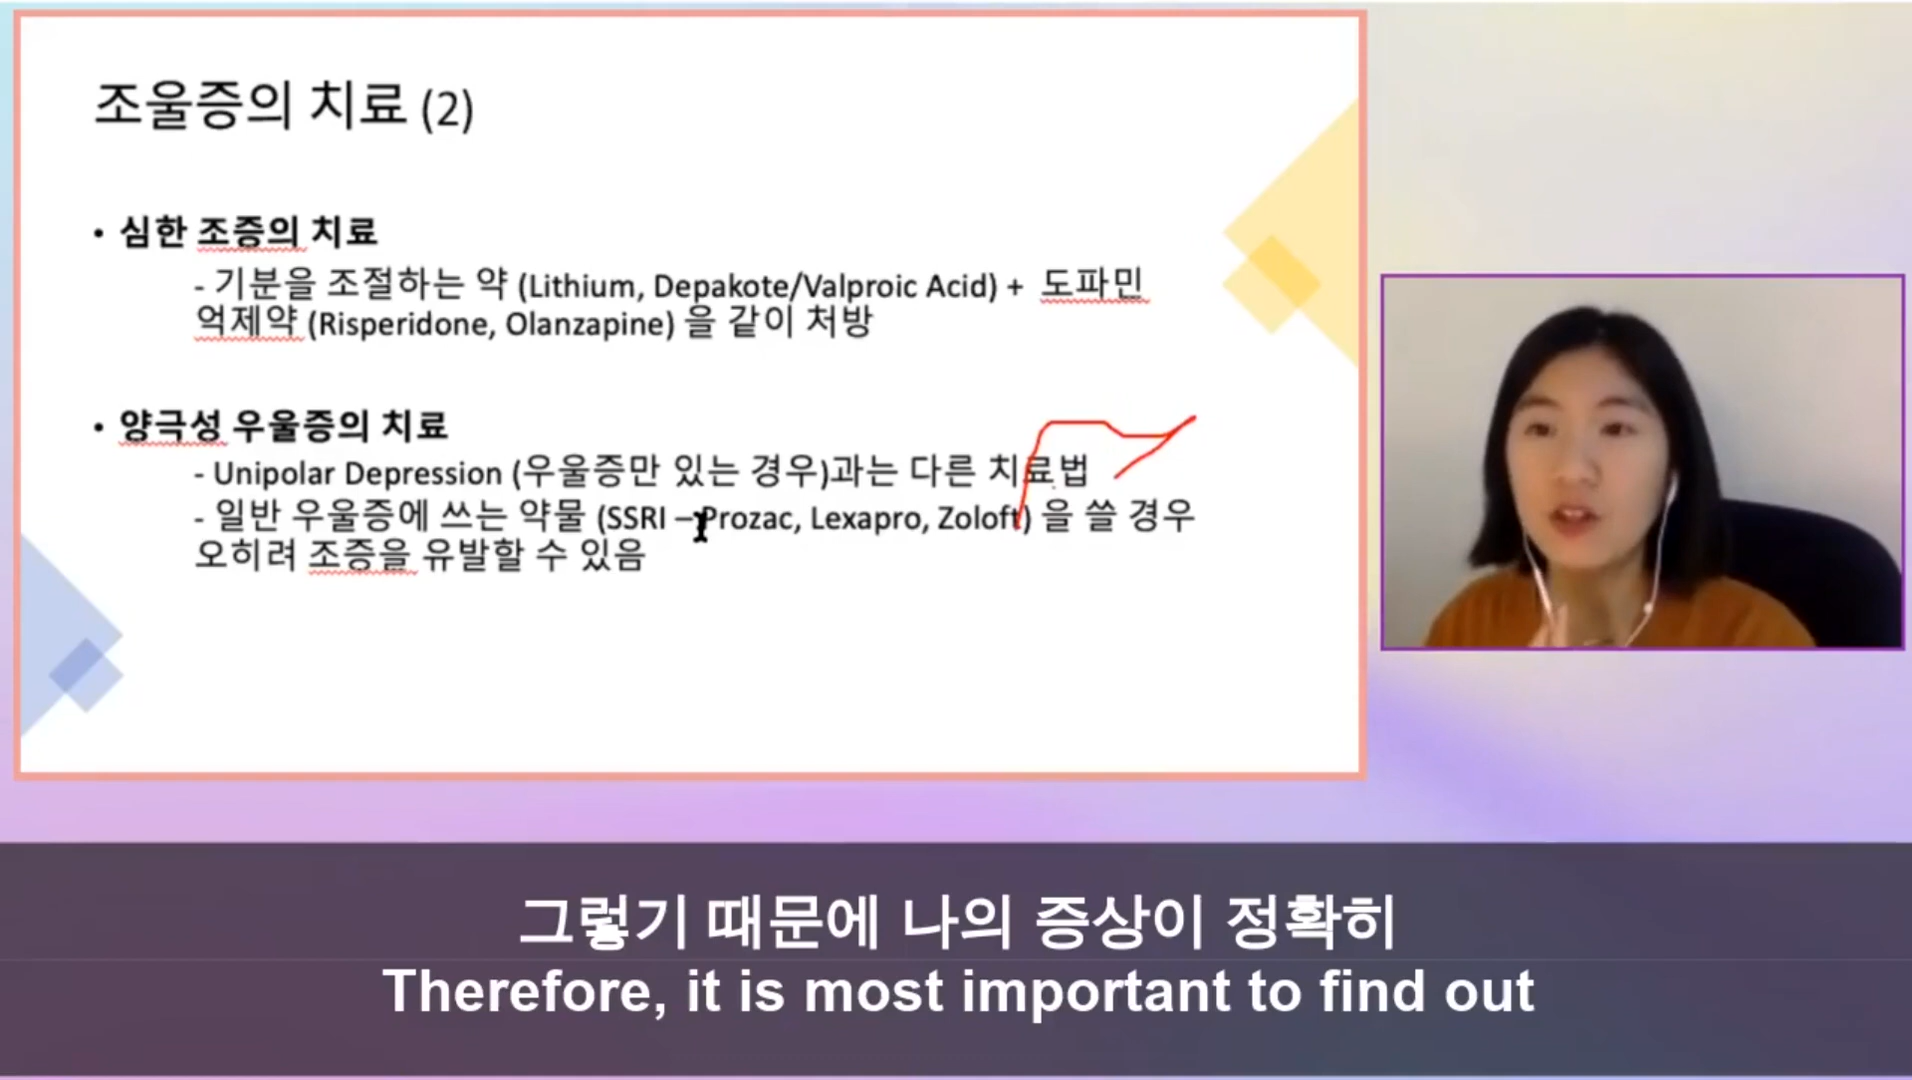 조울증의 치료 (2)
• 심한 조증의 치료
- 기분을 조절하는 약 (Lithium, Depakote/Valproic Acid) + 도파민
억제약 (Risperidone, Olanzapine) 을 같이 처방
• 양극성 우울증의 치료
- Unipolar Depression (우울증만 있는 경우)과는 다른 치료법
- 일반 우울증에 쓰는 약물 (SSRI – Prozac, Lexapro, Zoloft) 을 쓸 경우
오히려 조증을 유발할 수 있음
그렇기 때문에 나의 증상이 정확히
Therefore, it is most important to find out